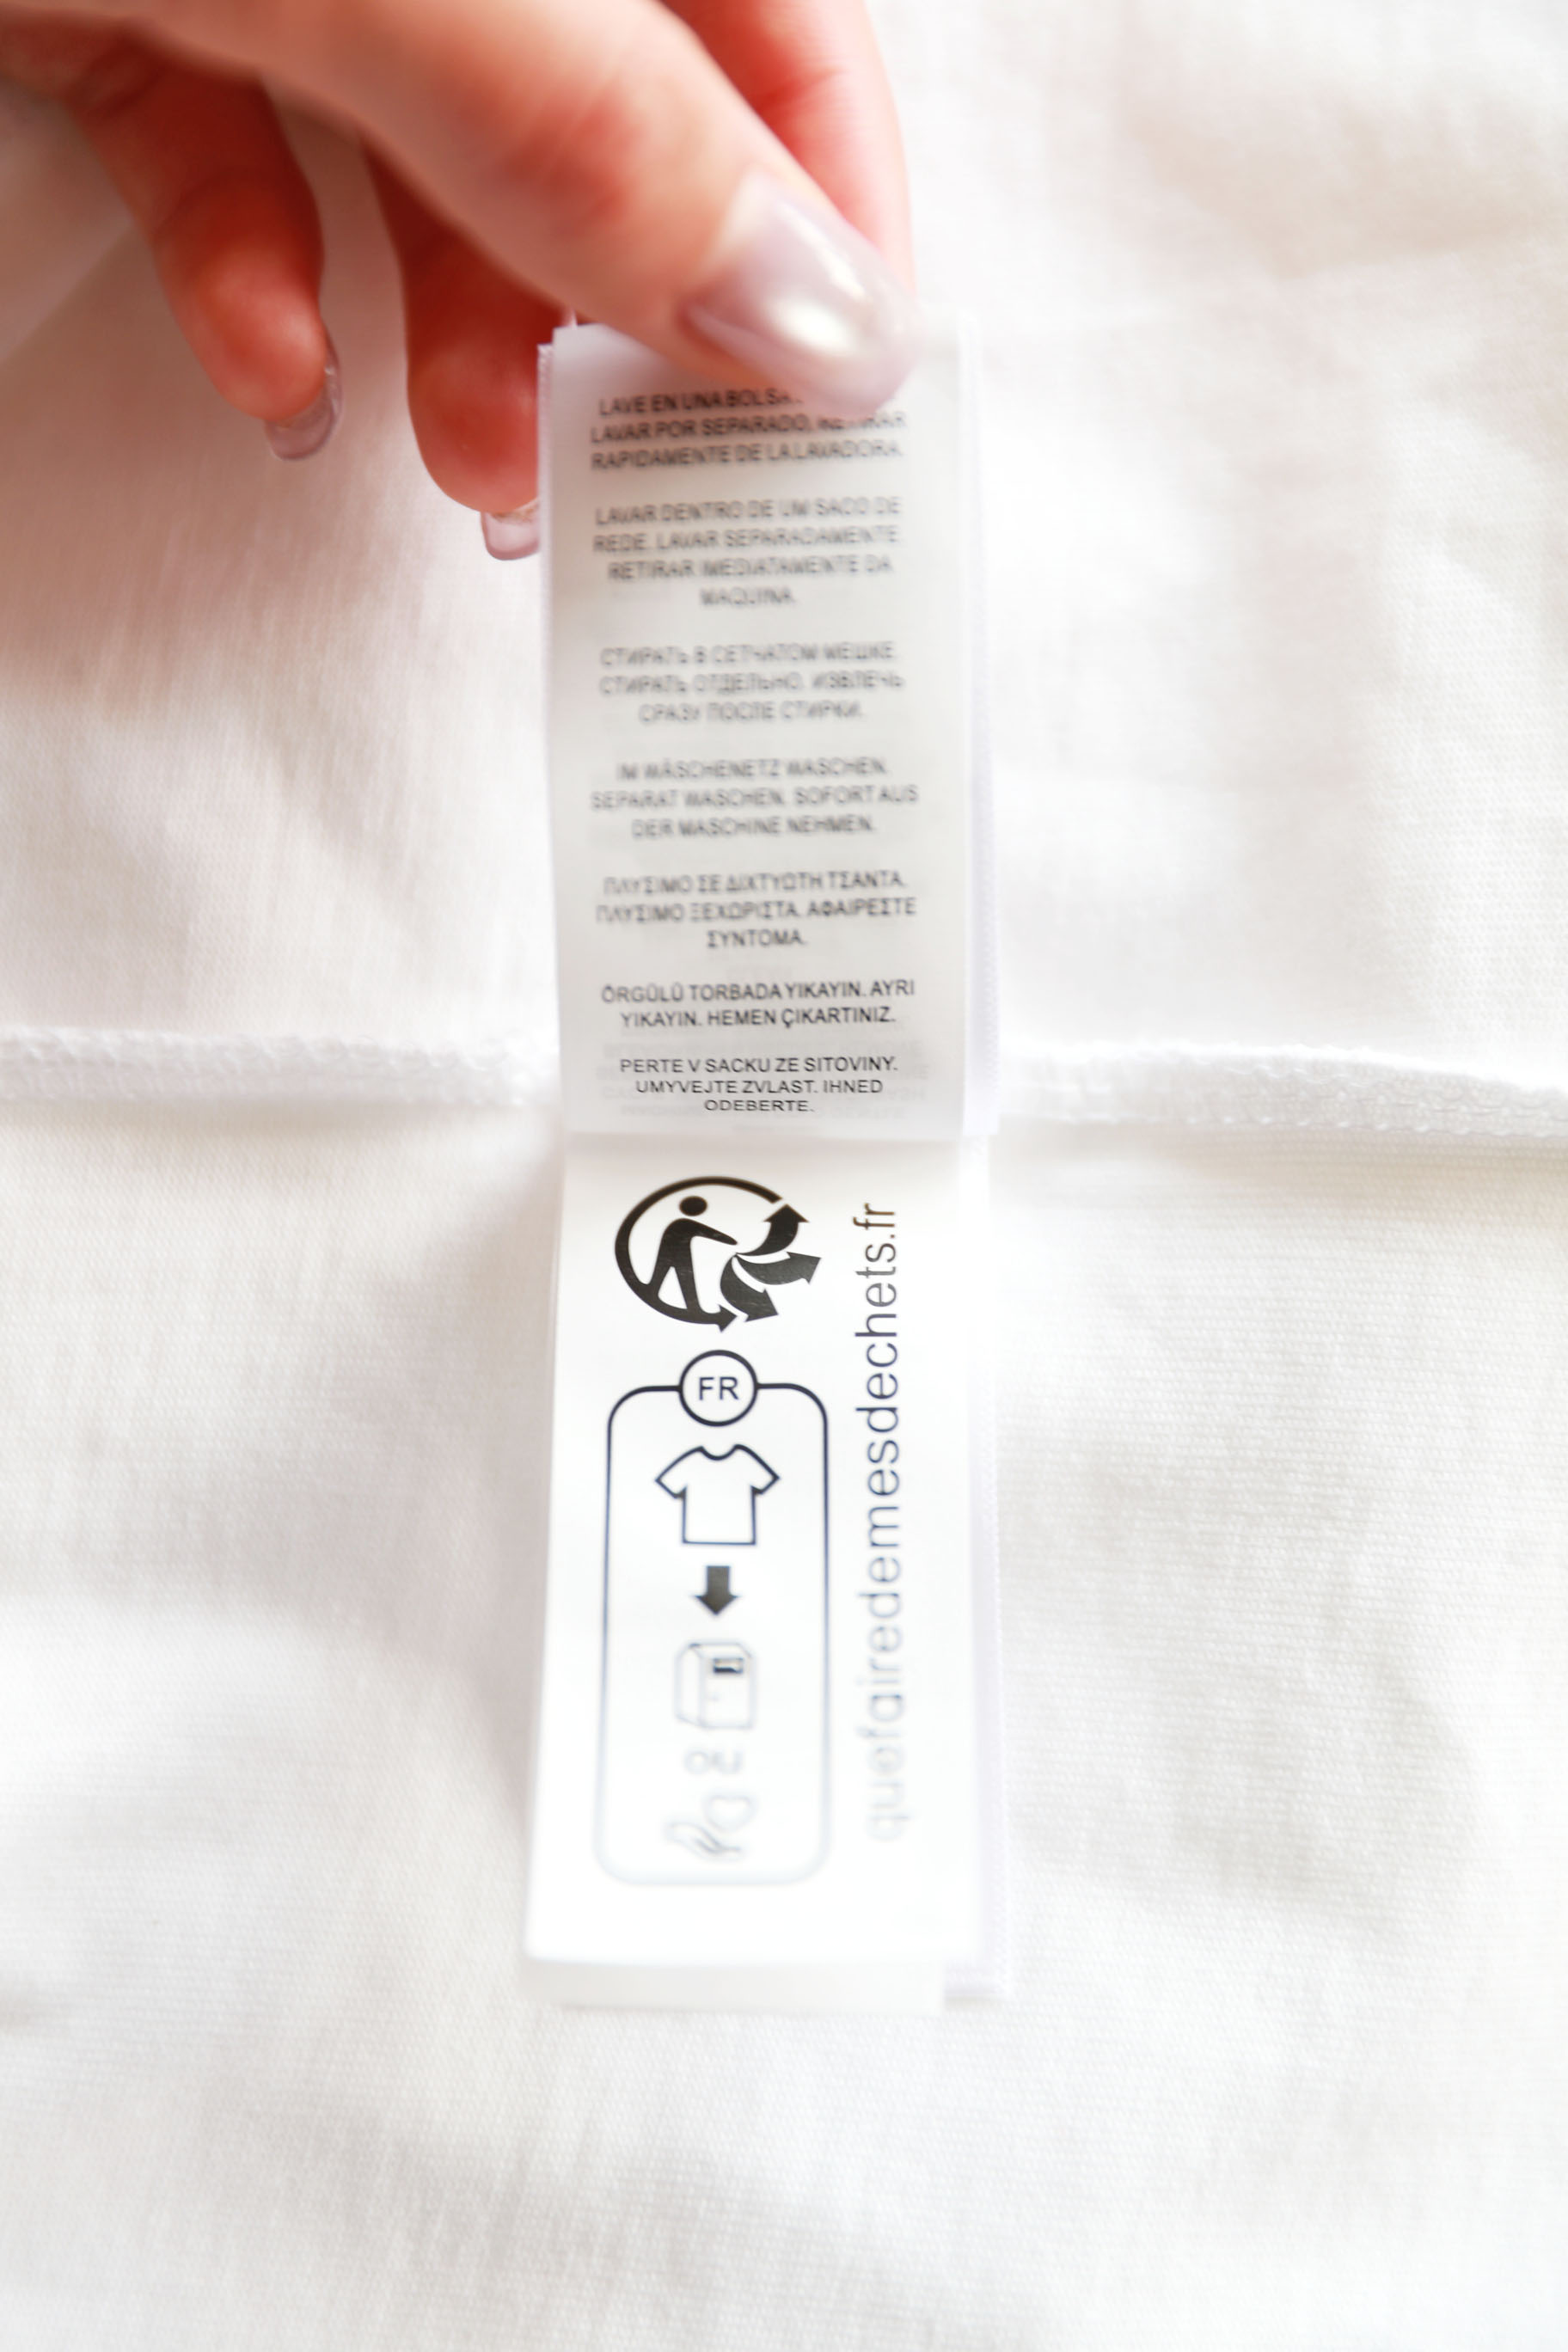 LAVE EN UNA BOLSA
LAVAR POR SEPARADO, RETIRAR
RAPIDAMENTE DE LA LAVADORA.
LAVAR DENTRO DE UM SACO DE
REDE. LAVAR SEPARADAMENTE.
RETIRAR IMEDIATAMENTE DA
MAQUINA.
СТИРАТЬ В СЕТЧАТОМ МЕШКЕ.
СТИРАТЬ ОТДЕЛЬНО. ИЗВЛЕЧЬ
СРАЗУ ПОСЛЕ СТИРКИ.
IM WÄSCHENETZ WASCHEN.
SEPARAT WASCHEN. SOFORT AUS
DER MASCHINE NEHMEN.
ΠΛΥΣΙΜΟ ΣΕ ΔΙΧΤΥΩΤΗ ΤΣΑΝΤΑ.
ΠΛΥΣΙΜΟ ΞΕΧΩΡΙΣΤΑ. ΑΦΑΙΡΕΣΤΕ
ΣΥΝΤΟΜΑ.
ÖRGÜLÜ TORBADA YIKAYIN. AYRI
YIKAYIN. HEMEN ÇIKARTINIZ.
PERTE V SACKU ZE SITOVINY.
UMYVEJTE ZVLAST. IHNED
ODEBERTE.
FR
quefairedemesdechets.fr